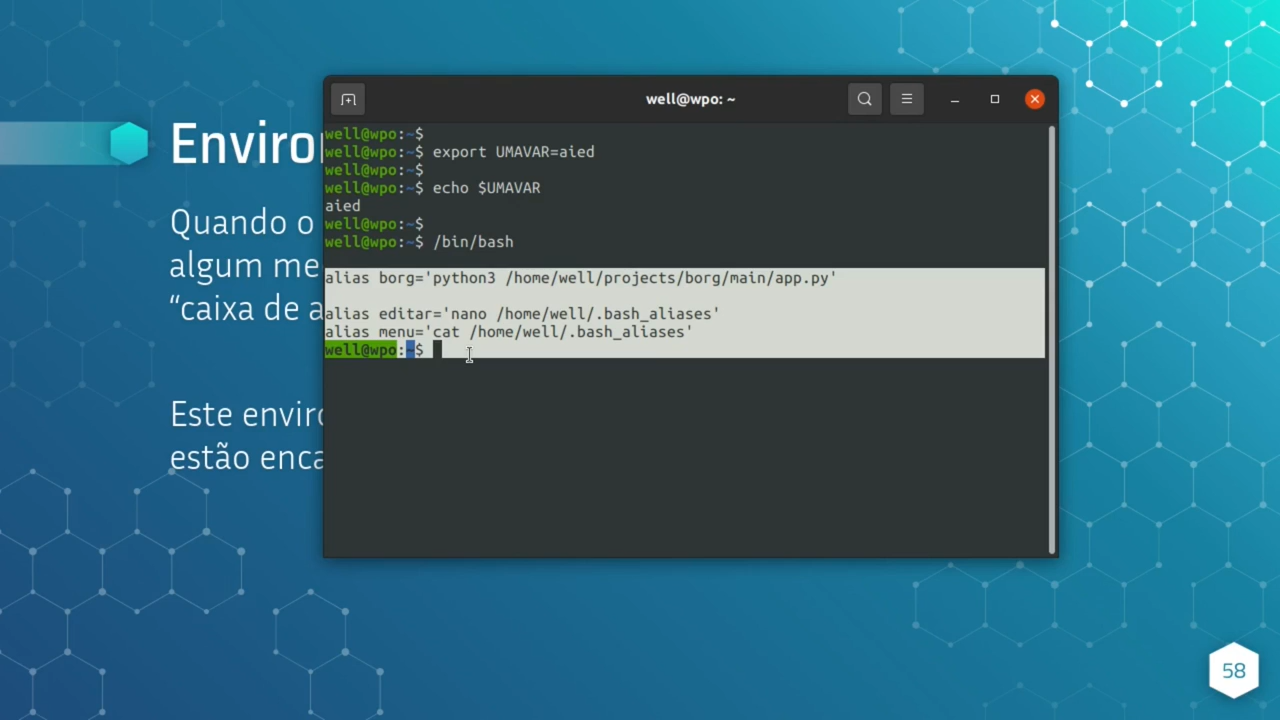 Enviro
Quando o
algum me
“caixa de a
Este enviro
estão enca
well@wpo: ~
well@wpo:~$
well@wpo:~$ export UMAVAR=aied
well@wpo:~$
well@wpo:~$ echo $UMAVAR
aied
well@wpo:~$
well@wpo:~$ /bin/bash
alias borg='python3 /home/well/projects/borg/main/app.py'
alias editar='nano /home/well/.bash_aliases'
alias menu='cat /home/well/.bash_aliases'
well@wpo:~$
58